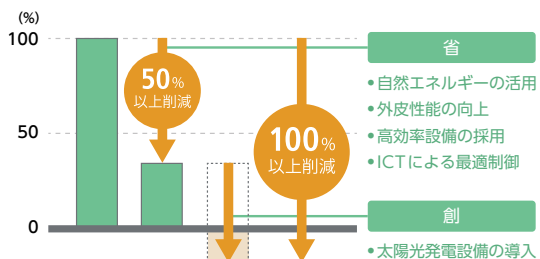 (%)
100
50
0
50%
以上削減
100%
以上削減
省
•自然エネルギーの活用
•外皮性能の向上
•高効率設備の採用
•ICTによる最適制御
創
•太陽光発電設備の導入